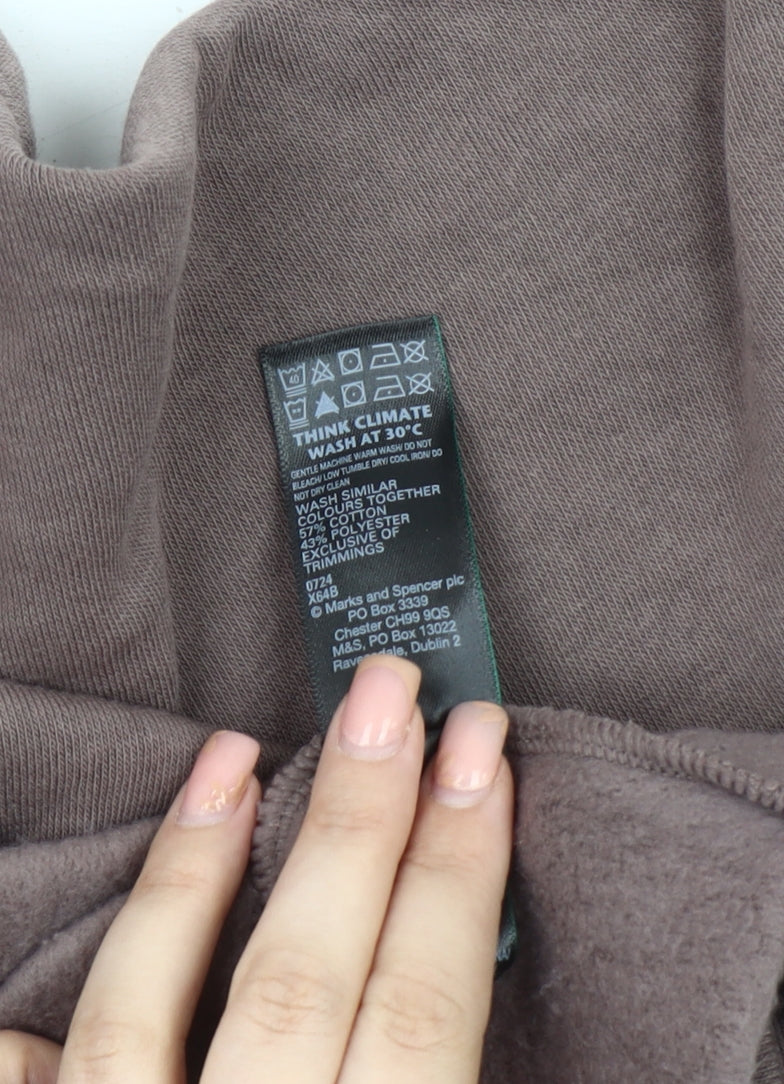 40
THINK CLIMATE
WASH AT 30°C
GENTLE MACHINE WARM WASH/ DO NOT
BLEACH/ LOW TUMBLE DRY/ COOL IRON/ DO
NOT DRY CLEAN
WASH SIMILAR
COLOURS TOGETHER
57% COTTON
43% POLYESTER
EXCLUSIVE OF
TRIMMINGS
0724
X64B
© Marks and Spencer plc
PO Box 3339
Chester CH99 9QS
M&S, PO Box 13022
Dublin 2